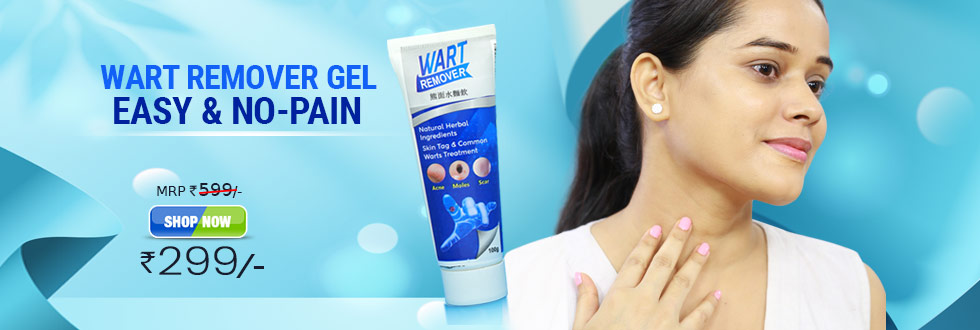 WART REMOVER GEL
EASY & NO-PAIN
MRP ₹ 599/-
SHOP NOW
₹299/-
WART
REMOVER
Natural Herbal
Ingredients
Skin Tag & Common
Warts Treatment
Acne Moles Scar
100g